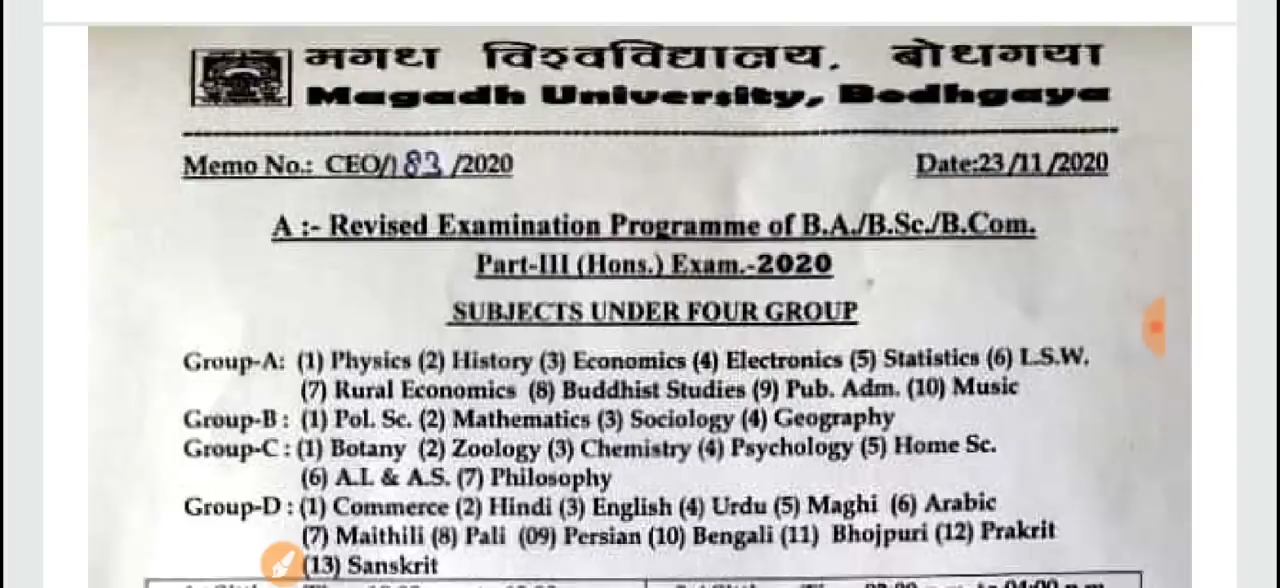 मगध विश्वविद्यालय, बोधगया
Magadh University, Bodhgaya
Memo No.: CEO/183/2020 Date:23/11/2020
A :- Revised Examination Programme of B.A./B.Sc./B.Com.
Part-III (Hons.) Exam.-2020
SUBJECTS UNDER FOUR GROUP
Group-A: (1) Physics (2) History (3) Economics (4) Electronics (5) Statistics (6) L.S.W.
(7) Rural Economics (8) Buddhist Studies (9) Pub. Adm. (10) Music
Group-B : (1) Pol. Sc. (2) Mathematics (3) Sociology (4) Geography
Group-C : (1) Botany (2) Zoology (3) Chemistry (4) Psychology (5) Home Sc.
(6) A.I. & A.S. (7) Philosophy
Group-D : (1) Commerce (2) Hindi (3) English (4) Urdu (5) Maghi (6) Arabic
(7) Maithili (8) Pali (09) Persian (10) Bengali (11) Bhojpuri (12) Prakrit
(13) Sanskrit